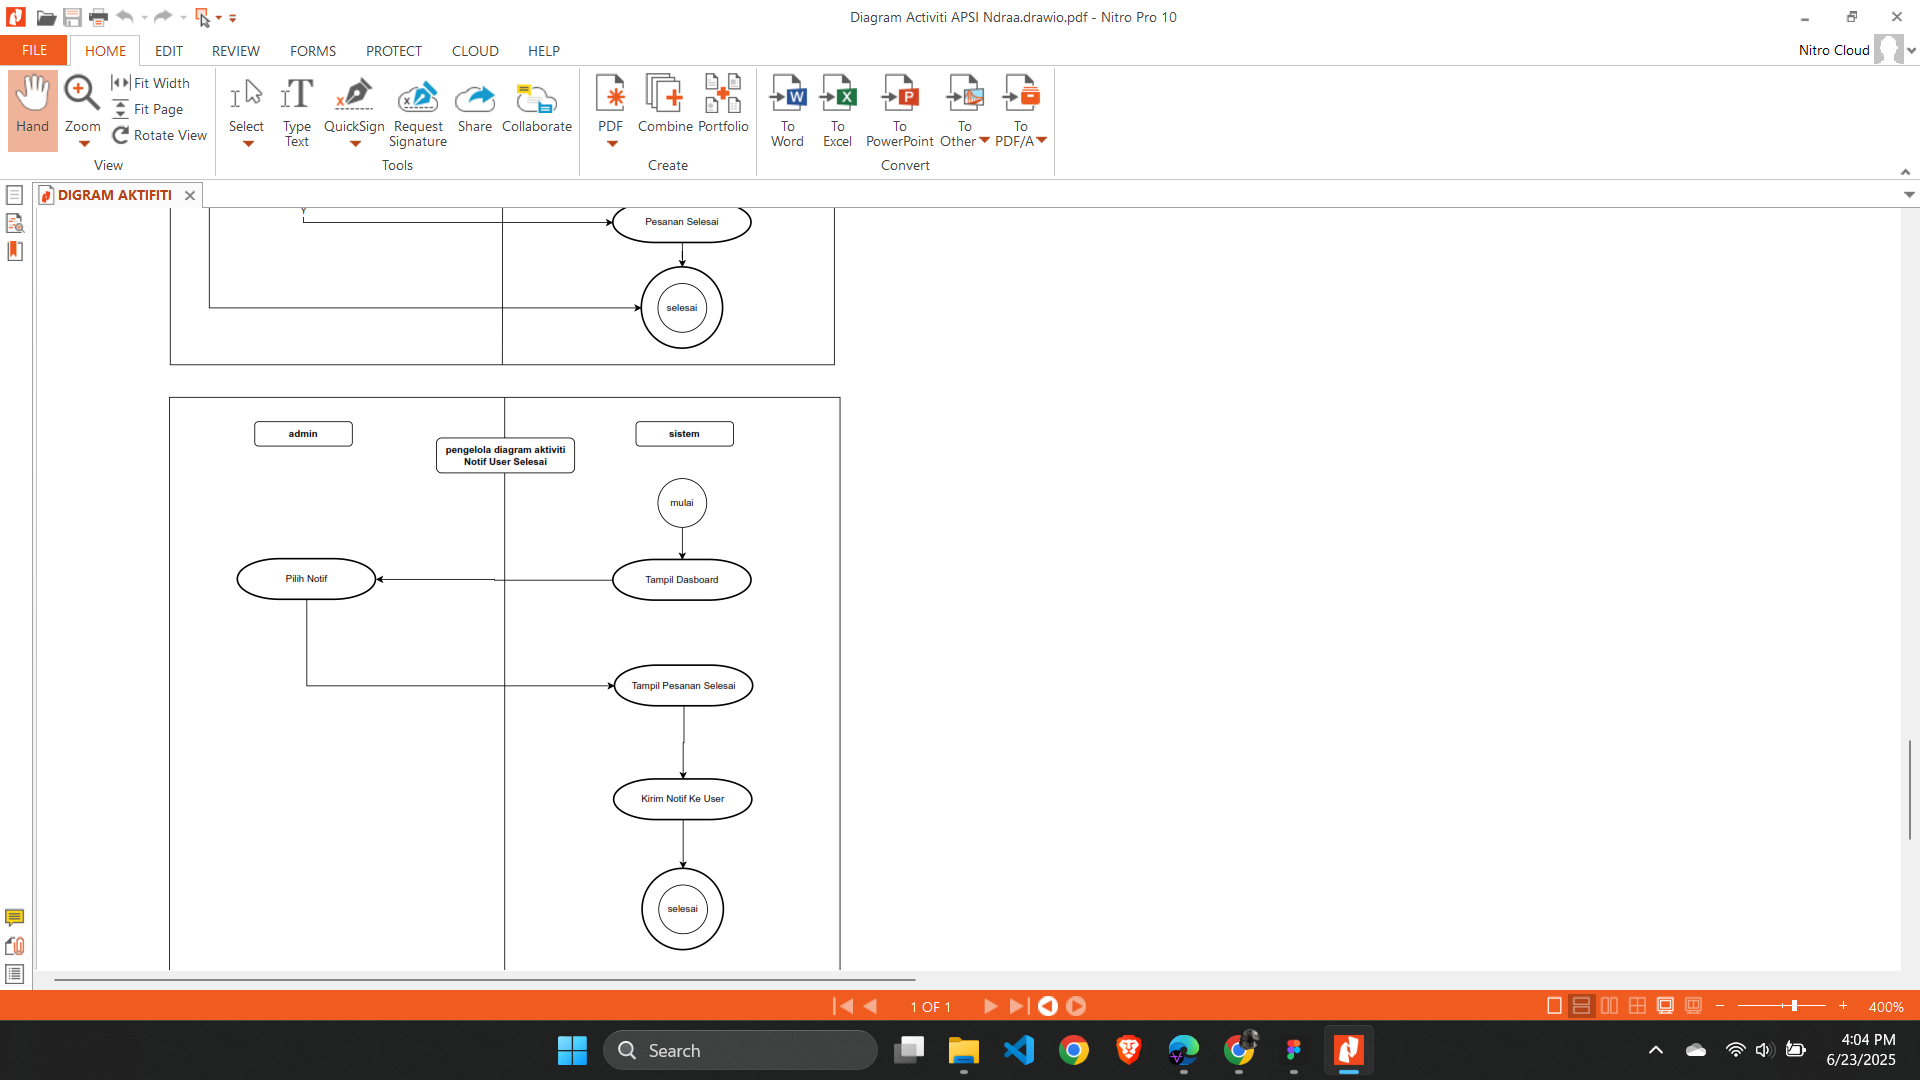 Diagram Activiti APSI Ndraa.drawio.pdf - Nitro Pro 10
FILE
HOME
EDIT
REVIEW
FORMS
PROTECT
CLOUD
HELP
Nitro Cloud
Hand
Zoom
Fit Width
Fit Page
Rotate View
View
Select
Type
Text
QuickSign
Request
Signature
Share
Collaborate
Tools
PDF
Combine
Portfolio
Create
To
Word
To
Excel
To
PowerPoint
To
Other
To
PDF/A
Convert
DIGRAM AKTIFITI
Y
Pesanan Selesai
selesai
admin
pengelola diagram aktiviti
Notif User Selesai
sistem
mulai
Pilih Notif
Tampil Dasboard
Tampil Pesanan Selesai
Kirim Notif Ke User
selesai
1 OF 1
400%
Search
4:04 PM
6/23/2025